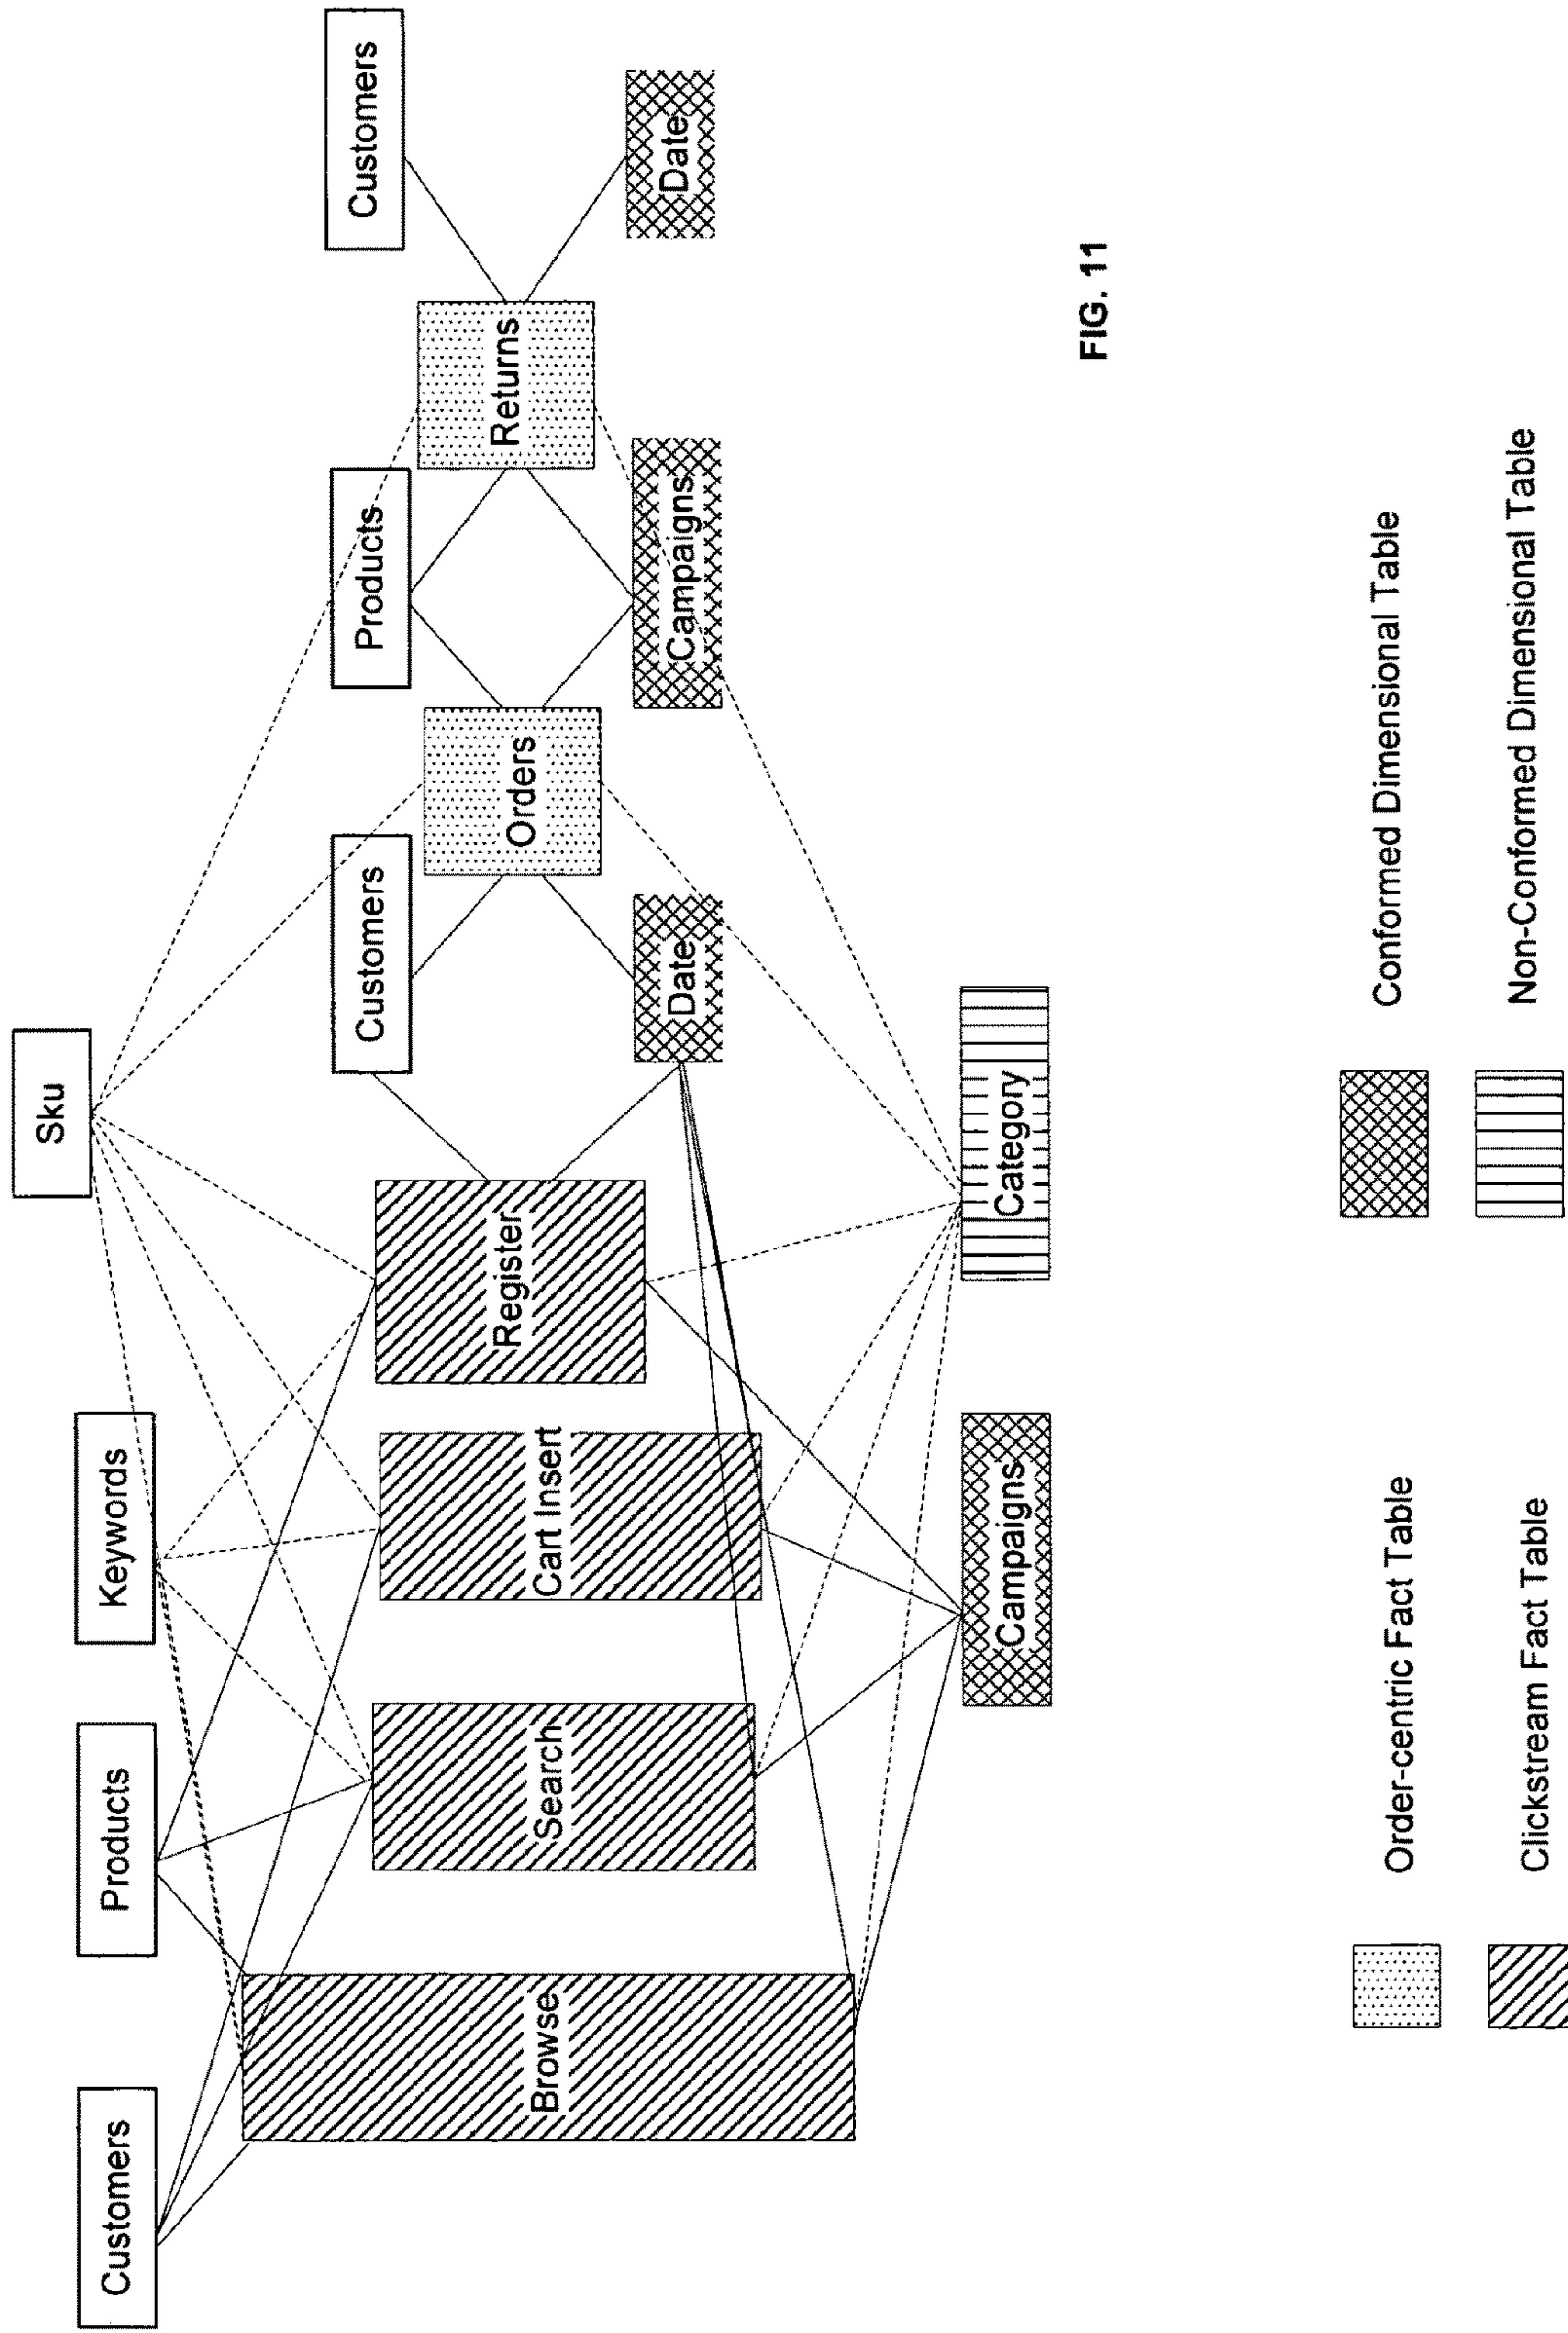 Sku
Customers
Products
Keywords
Customers
Products
Customers
Browse
Search
Cart Insert
Register
Orders
Returns
Date
Campaigns
Date
Campaigns
Category
FIG. 11
Order-centric Fact Table
Conformed Dimensional Table
Clickstream Fact Table
Non-Conformed Dimensional Table